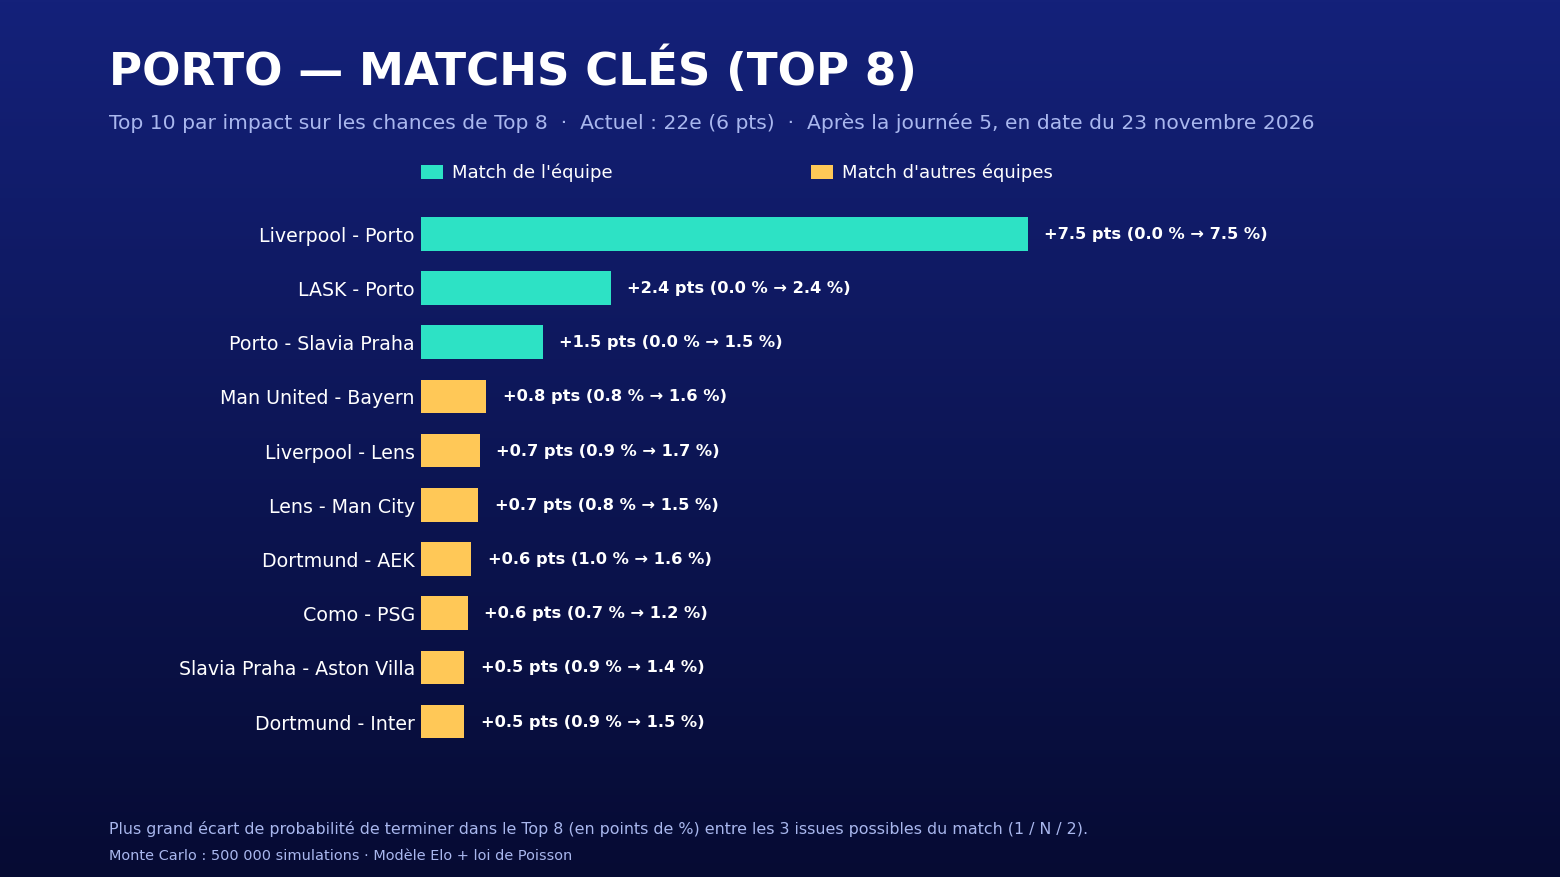 PORTO — MATCHS CLÉS (TOP 8)
Top 10 par impact sur les chances de Top 8 · Actuel : 22e (6 pts) · Après la journée 5, en date du 23 novembre 2026
Match de l'équipe
Match d'autres équipes
Liverpool - Porto +7.5 pts (0.0 % → 7.5 %)
LASK - Porto +2.4 pts (0.0 % → 2.4 %)
Porto - Slavia Praha +1.5 pts (0.0 % → 1.5 %)
Man United - Bayern +0.8 pts (0.8 % → 1.6 %)
Liverpool - Lens +0.7 pts (0.9 % → 1.7 %)
Lens - Man City +0.7 pts (0.8 % → 1.5 %)
Dortmund - AEK +0.6 pts (1.0 % → 1.6 %)
Como - PSG +0.6 pts (0.7 % → 1.2 %)
Slavia Praha - Aston Villa +0.5 pts (0.9 % → 1.4 %)
Dortmund - Inter +0.5 pts (0.9 % → 1.5 %)
Plus grand écart de probabilité de terminer dans le Top 8 (en points de %) entre les 3 issues possibles du match (1 / N / 2).
Monte Carlo : 500 000 simulations · Modèle Elo + loi de Poisson